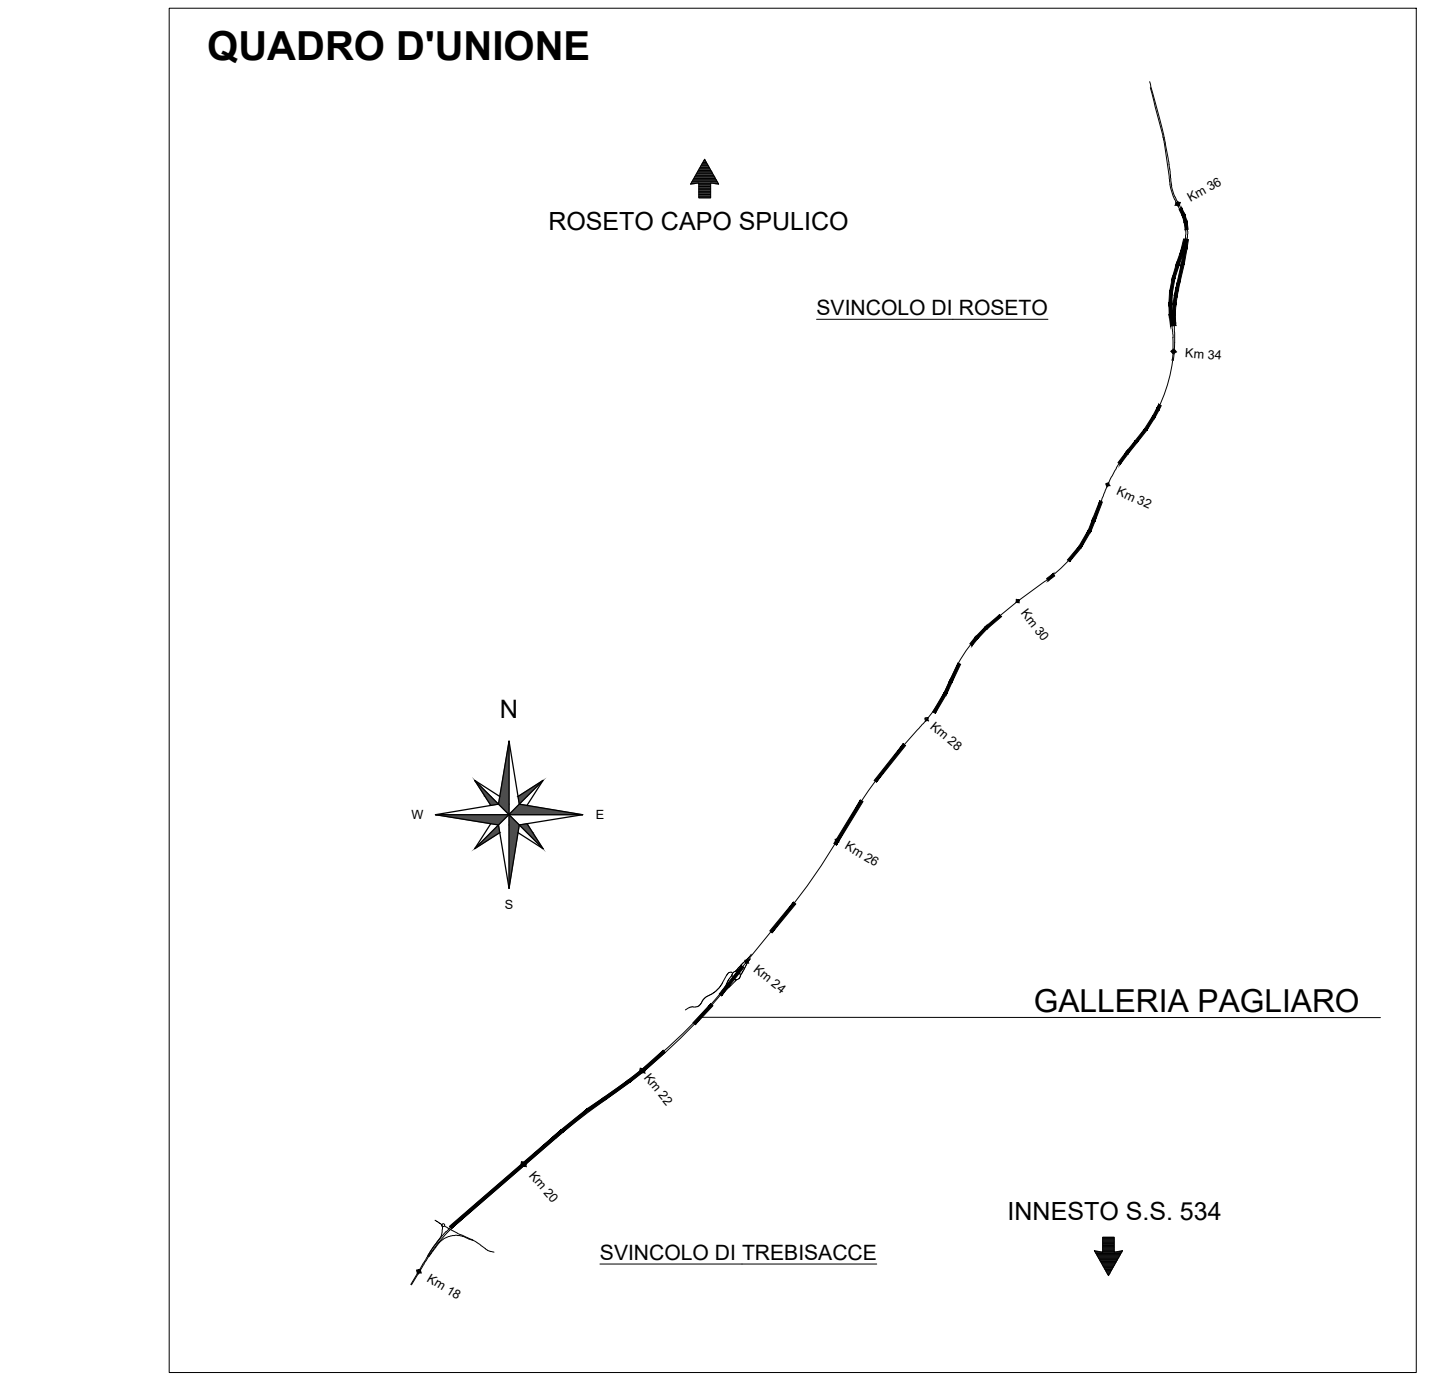 QUADRO D'UNIONE
Km 36
ROSETO CAPO SPULICO
SVINCOLO DI ROSETO
Km 34
Km 32
Km 30
N
Km 28
W
E
Km 26
S
Km 24
GALLERIA PAGLIARO
Km 22
Km 20
INNESTO S.S. 534
SVINCOLO DI TREBISACCE
Km 18